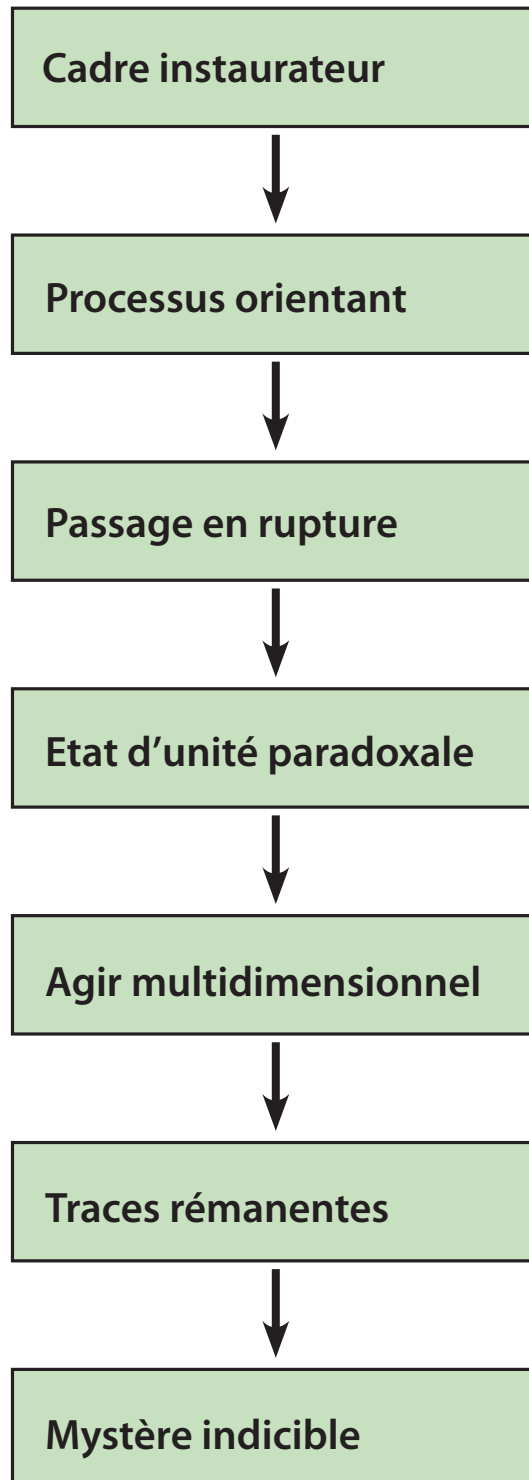 Cadre instaurateur
Processus orientant
Passage en rupture
Etat d’unité paradoxale
Agir multidimensionnel
Traces rémanentes
Mystère indicible